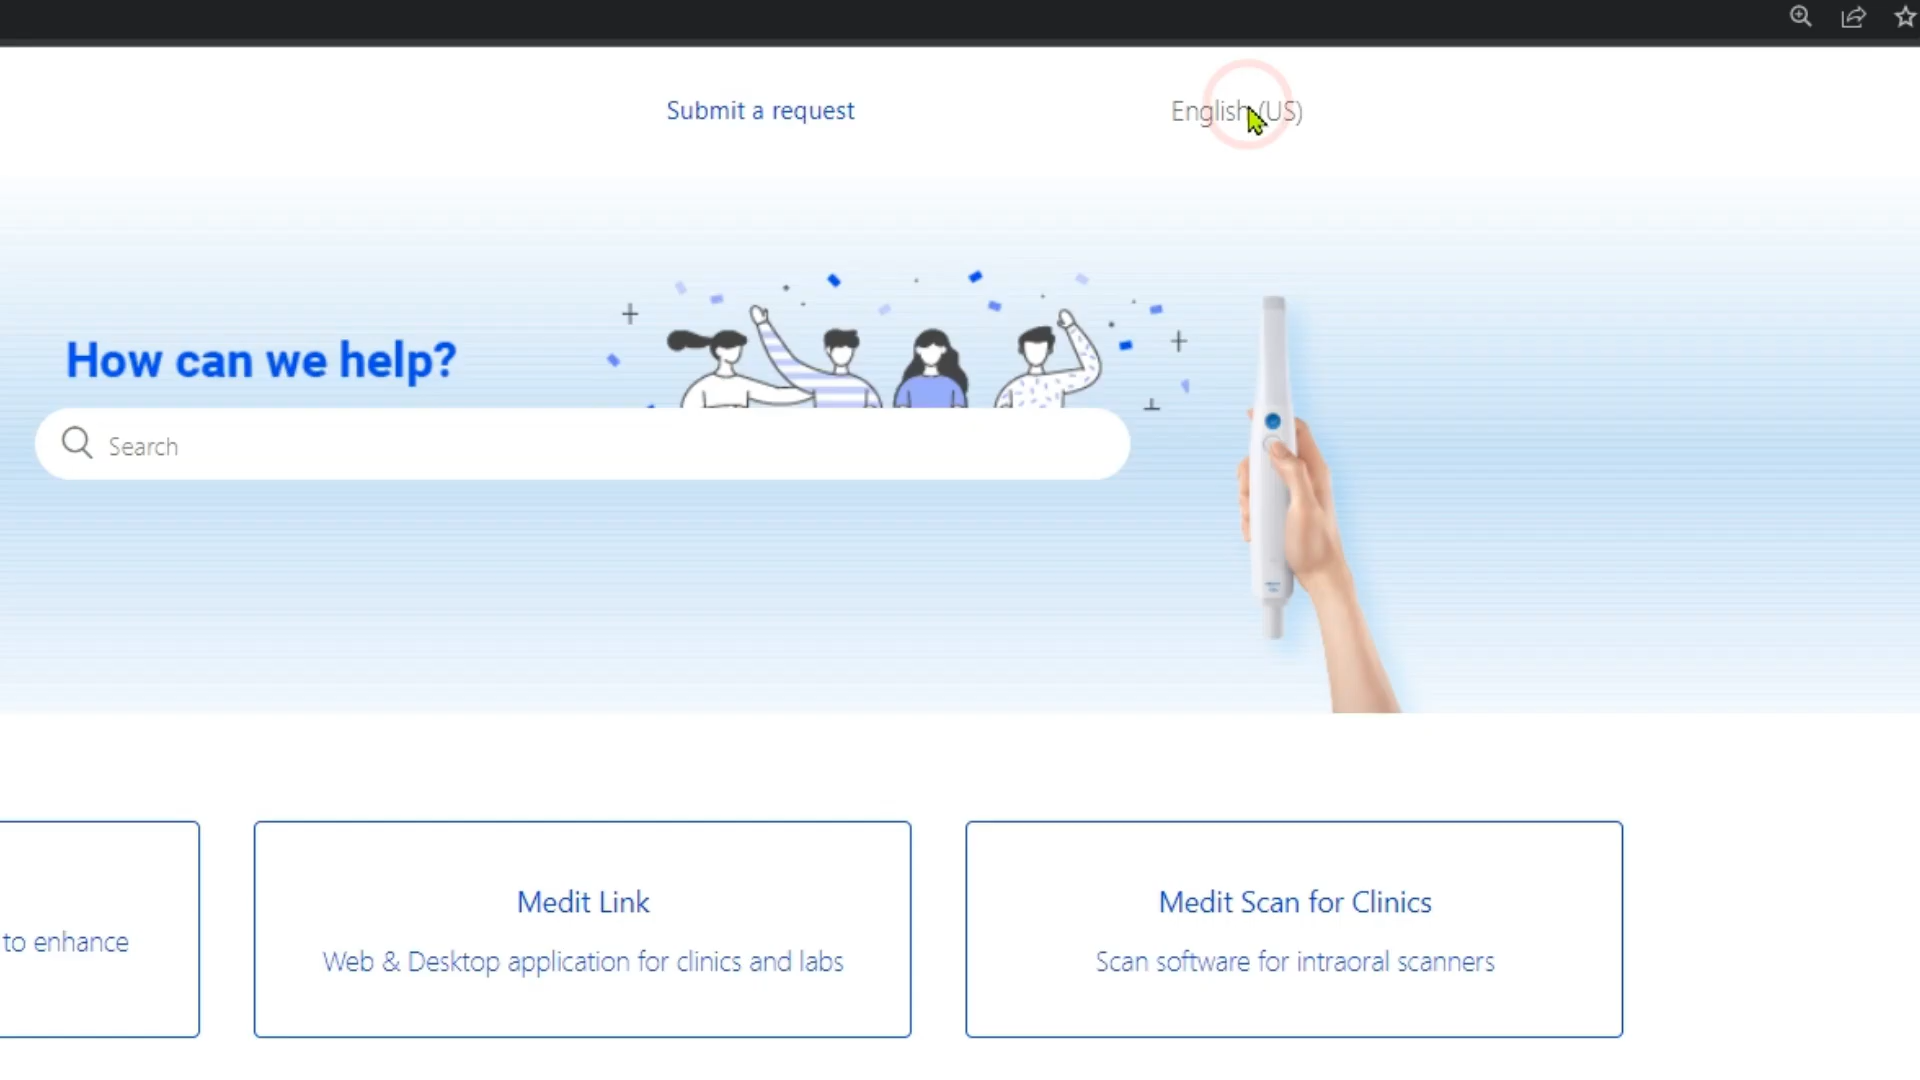 Submit a request
English (US)
How can we help?
Search
to enhance
Medit Link
Web & Desktop application for clinics and labs
Medit Scan for Clinics
Scan software for intraoral scanners